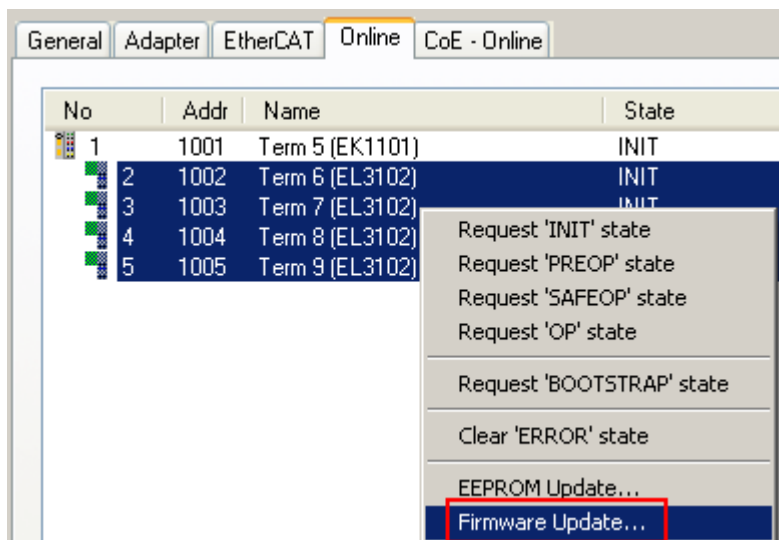 General Adapter EtherCAT Online CoE - Online
No Addr Name State
1 1001 Term 5 (EK1101) INIT
2 1002 Term 6 (EL3102) INIT
3 1003 Term 7 (EL3102) INIT
4 1004 Term 8 (EL3102)
5 1005 Term 9 (EL3102)
Request 'INIT' state
Request 'PREOP' state
Request 'SAFEOP' state
Request 'OP' state
Request 'BOOTSTRAP' state
Clear 'ERROR' state
EEPROM Update...
Firmware Update...